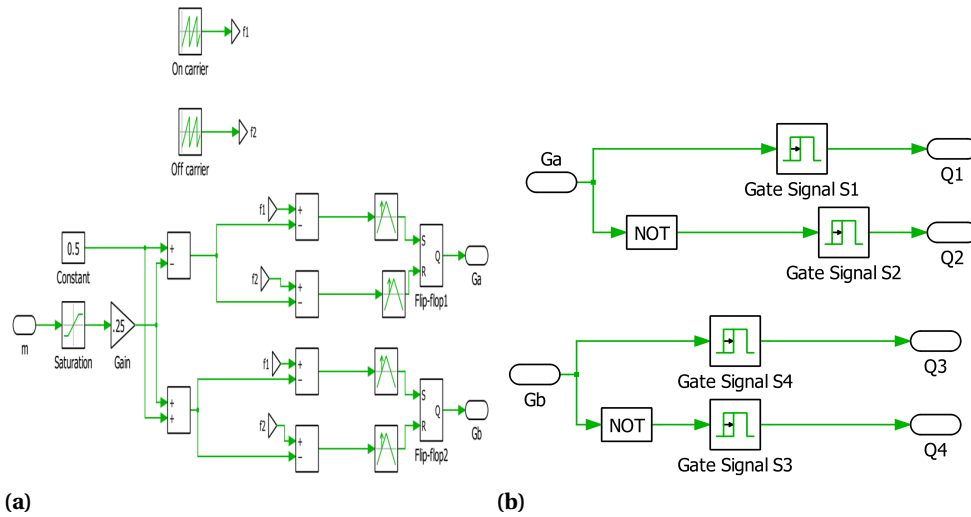 f1
On carrier
f2
Off carrier
f1
+
−
S
Q
0.5
+
−
Ga
Constant
f2
+
−
R
Flip-flop1
.25
m
Saturation
Gain
f1
+
−
S
Q
+
+
Gb
f2
+
−
R
Flip-flop2
(a)
Ga
Gate Signal S1
Q1
NOT
Gate Signal S2
Q2
Gb
Gate Signal S4
Q3
NOT
Gate Signal S3
Q4
(b)